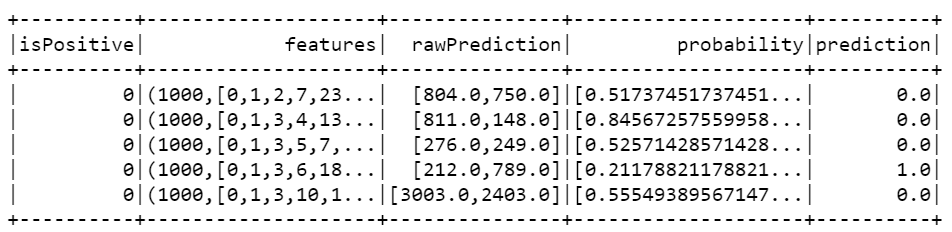 +----------+--------------------+---------------+--------------------+----------+
|isPositive|            features|  rawPrediction|         probability|prediction|
+----------+--------------------+---------------+--------------------+----------+
|         0|(1000,[0,1,2,7,23...|  [804.0,750.0]|[0.51737451737451...|       0.0|
|         0|(1000,[0,1,3,4,13...|  [811.0,148.0]|[0.84567257559958...|       0.0|
|         0|(1000,[0,1,3,5,7,...|  [276.0,249.0]|[0.52571428571428...|       0.0|
|         0|(1000,[0,1,3,6,18...|  [212.0,789.0]|[0.21178821178821...|       1.0|
|         0|(1000,[0,1,3,10,1...|[3003.0,2403.0]|[0.55549389567147...|       0.0|
+----------+--------------------+---------------+--------------------+----------+